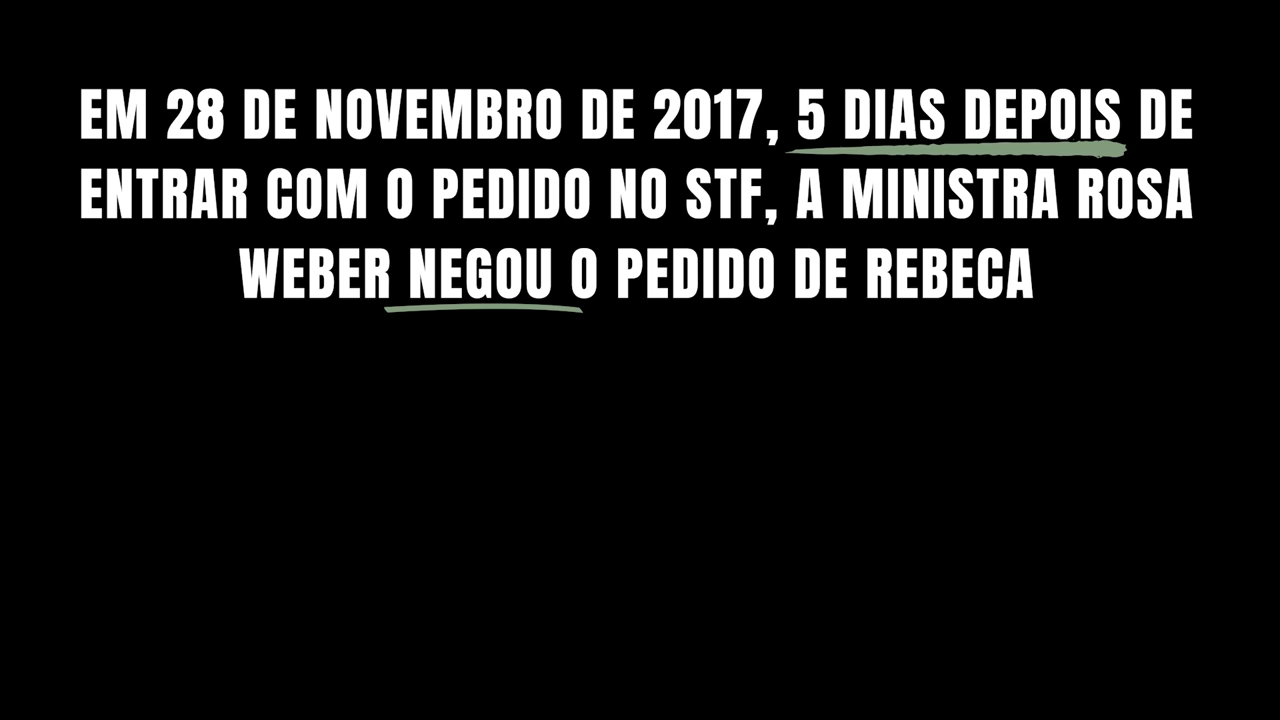 EM 28 DE NOVEMBRO DE 2017, 5 DIAS DEPOIS DE
ENTRAR COM O PEDIDO NO STF, A MINISTRA ROSA
WEBER NEGOU O PEDIDO DE REBECA